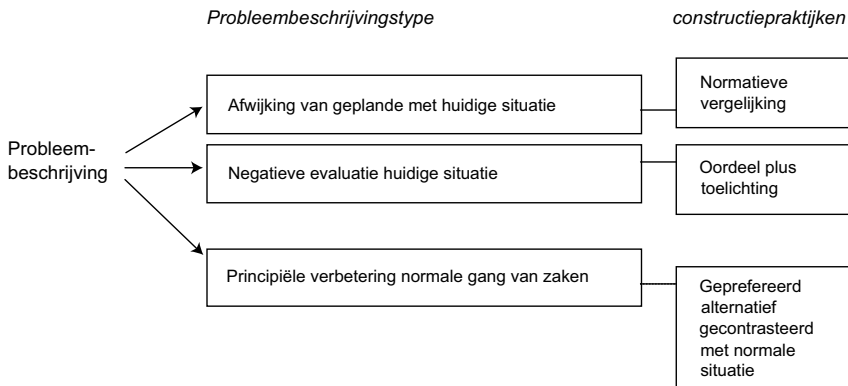 Probleembeschrijvingstype
constructiepraktijken
Probleem-
beschrijving
Afwijking van geplande met huidige situatie
Normatieve
vergelijking
Negatieve evaluatie huidige situatie
Oordeel plus
toelichting
Principiële verbetering normale gang van zaken
Geprefereerd
alternatief
gecontrasteerd
met normale
situatie